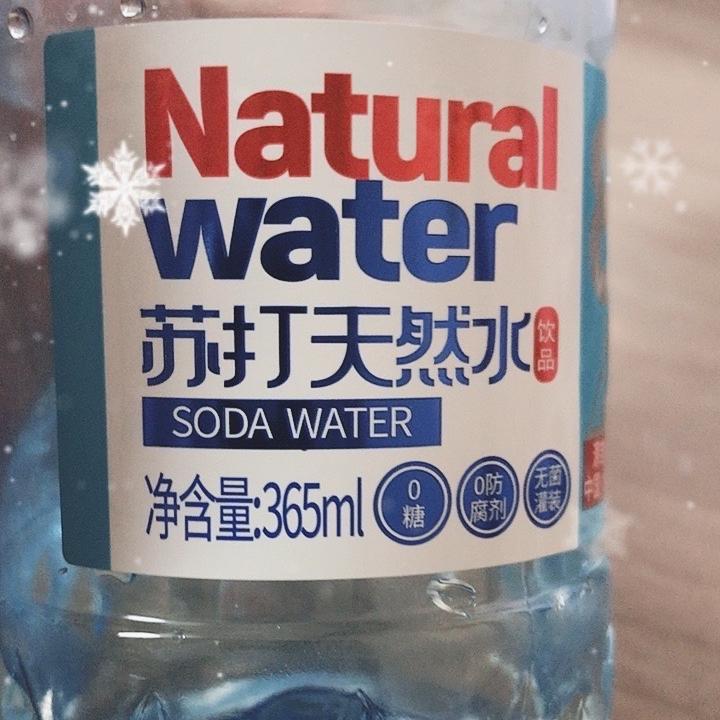 Natural
water
苏打天然水
饮品
SODA WATER
净含量:365ml
0
糖
0防
腐剂
无菌
灌装